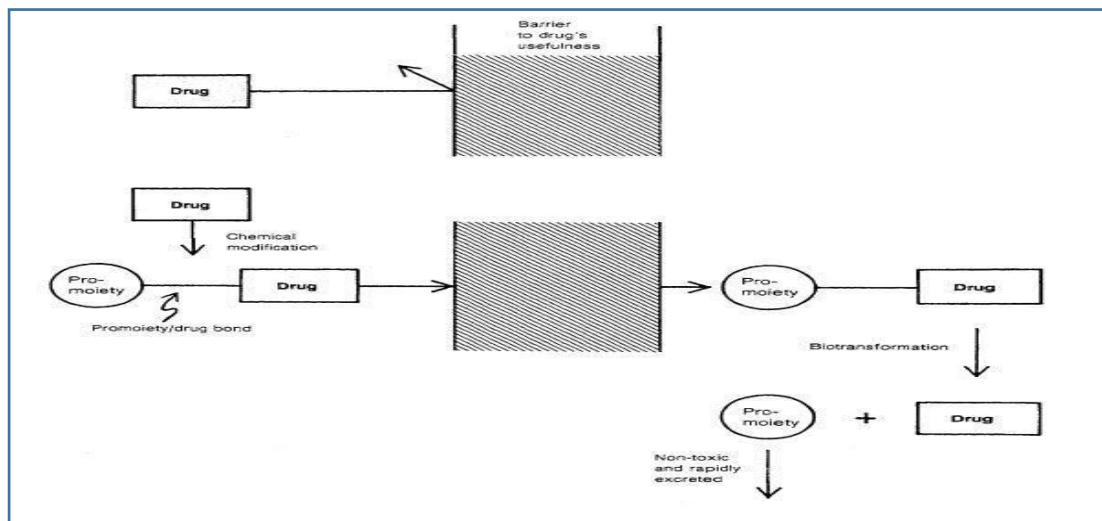 Barrier
to drug's
usefulness
Drug
Drug
Chemical
modification
Pro-
moiety
Drug
Promoiety/drug bond
Pro-
moiety
Drug
Biotransformation
Pro-
moiety
+
Drug
Non-toxic
and rapidly
excreted